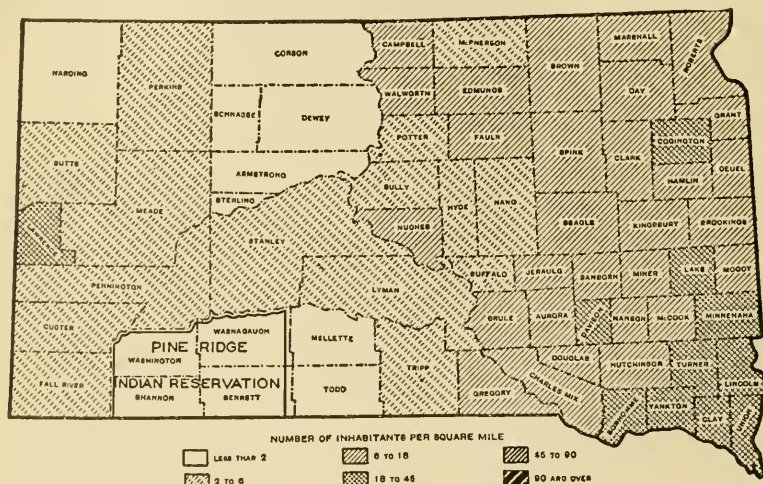 CORSON
CAMPBELL
McPHERSON
MARSHALL
ROBERTS
HARDING
PERKINS
BROWN
DAY
WALWORTH
EDMUNDS
SCHNASSE
DEWEY
GRANT
POTTER
FAULK
CODINGTON
BUTTE
SPINK
CLARK
DEUEL
ARMSTRONG
HAMLIN
SULLY
STERLING
HYDE
HAND
MEADE
HUGHES
BEADLE
KINGSBURY
BROOKINGS
STANLEY
BUFFALO
JERAULD
SANBORN
MINER
LAKE
MOODY
PENNINGTON
LYMAN
CUSTER
BRULE
AURORA
DAVISON
HANSON
McCOOK
MINNEHAHA
WASHABAUGH
MELLETTE
PINE RIDGE
WASHINGTON
DOUGLAS
HUTCHINSON
TURNER
LINCOLN
FALL RIVER
INDIAN RESERVATION
TRIPP
CHARLES MIX
SHANNON
BENNETT
TODD
GREGORY
BONHOMME
YANKTON
CLAY
UNION
NUMBER OF INHABITANTS PER SQUARE MILE
LESS THAN 2
6 TO 18
45 TO 90
2 TO 6
18 TO 45
90 AND OVER